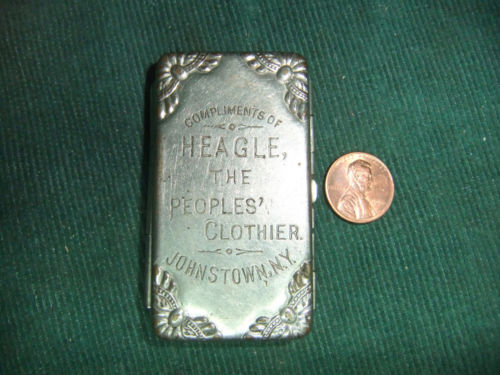 COMPLIMENTS OF
HEAGLE,
THE
PEOPLES'
CLOTHIER.
JOHNSTOWN, N.Y.